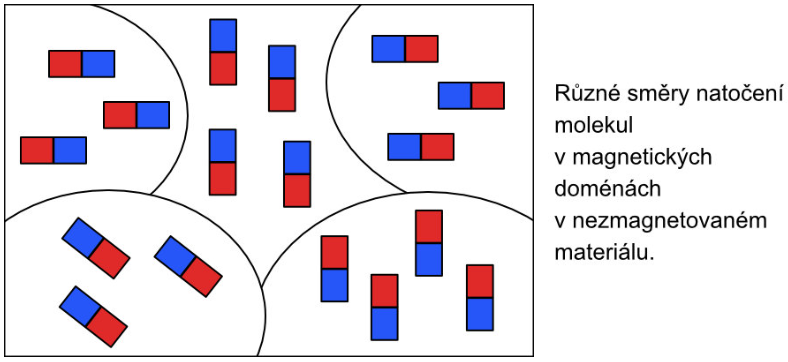 Různé směry natočení
molekul
v magnetických
doménách
v nezmagnetovaném
materiálu.